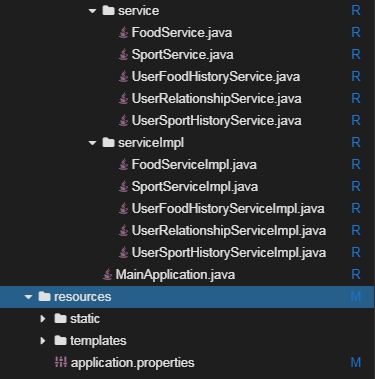 service R
FoodService.java R
SportService.java R
UserFoodHistoryService.java R
UserRelationshipService.java R
UserSportHistoryService.java R
serviceImpl R
FoodServiceImpl.java R
SportServiceImpl.java R
UserFoodHistoryServiceImpl.java R
UserRelationshipServiceImpl.java R
UserSportHistoryServiceImpl.java R
MainApplication.java R
resources M
static
templates
application.properties M